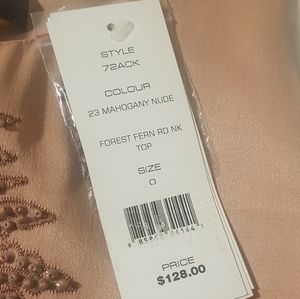 STYLE
72ACK
COLOUR
23 MAHOGANY NUDE
FOREST FERN RD NK
TOP
SIZE
0
PRICE
$128.00